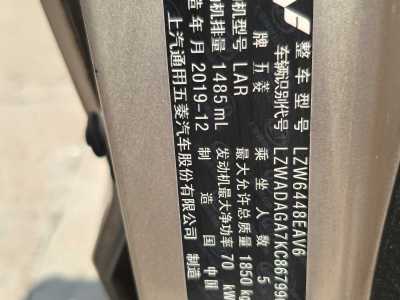 整车型号 LZW6448EAV6
车辆识别代号 LZWADAGA7KC86799
牌 五菱 乘坐人数 5
机型号 LAR 最大允许总质量 1850kg
机排量 1485mL 发动机最大净功率 70 kW
造年月 2019-12 制造国 中国
上汽通用五菱汽车股份有限公司 制造